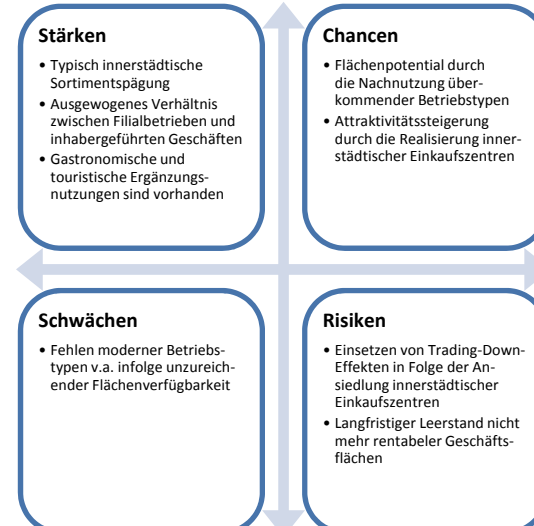 Stärken
• Typisch innerstädtische
Sortimentspägung
• Ausgewogenes Verhältnis
zwischen Filialbetrieben und
inhabergeführten Geschäften
• Gastronomische und
touristische Ergänzungs-
nutzungen sind vorhanden
Chancen
• Flächenpotential durch
die Nachnutzung über-
kommender Betriebstypen
• Attraktivitätssteigerung
durch die Realisierung inner-
städtischer Einkaufszentren
Schwächen
• Fehlen moderner Betriebs-
typen v.a. infolge unzureich-
ender Flächenverfügbarkeit
Risiken
• Einsetzen von Trading-Down-
Effekten in Folge der An-
siedlung innerstädtischer
Einkaufszentren
• Langfristiger Leerstand nicht
mehr rentabeler Geschäfts-
flächen